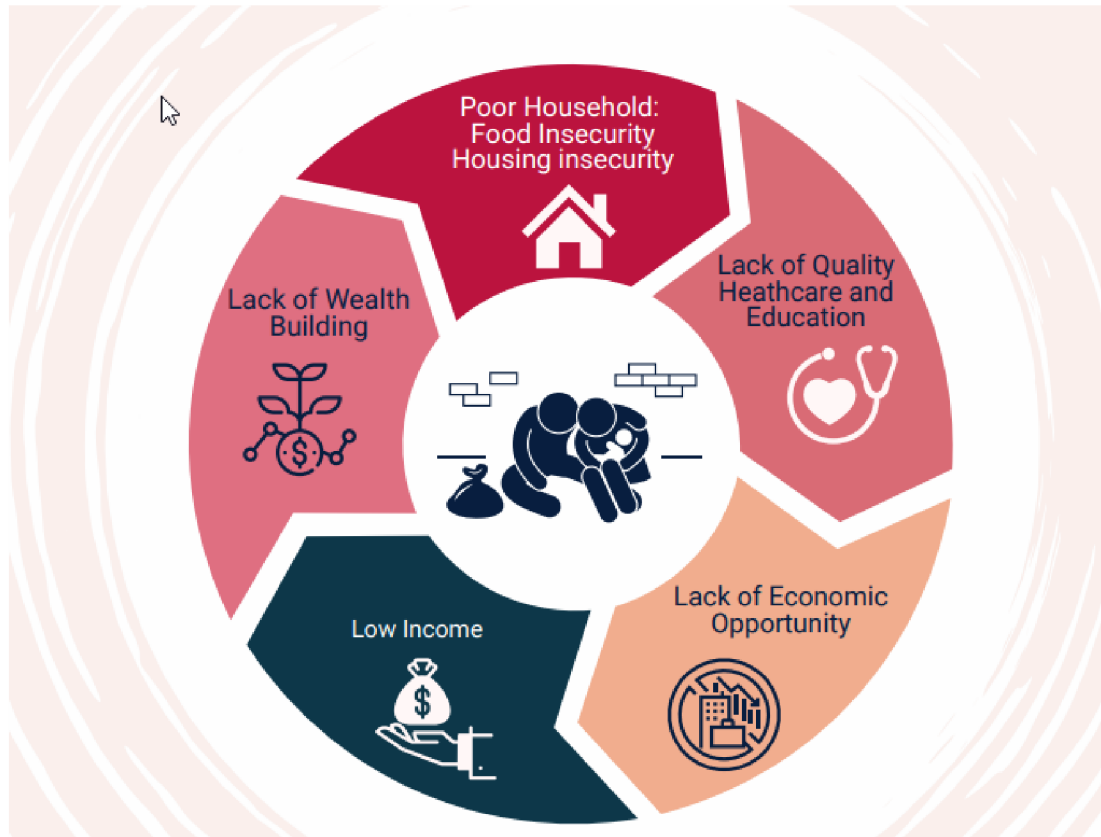 Poor Household:
Food Insecurity
Housing insecurity
Lack of Quality
Heathcare and
Education
Lack of Economic
Opportunity
Low Income
$
Lack of Wealth
Building
$